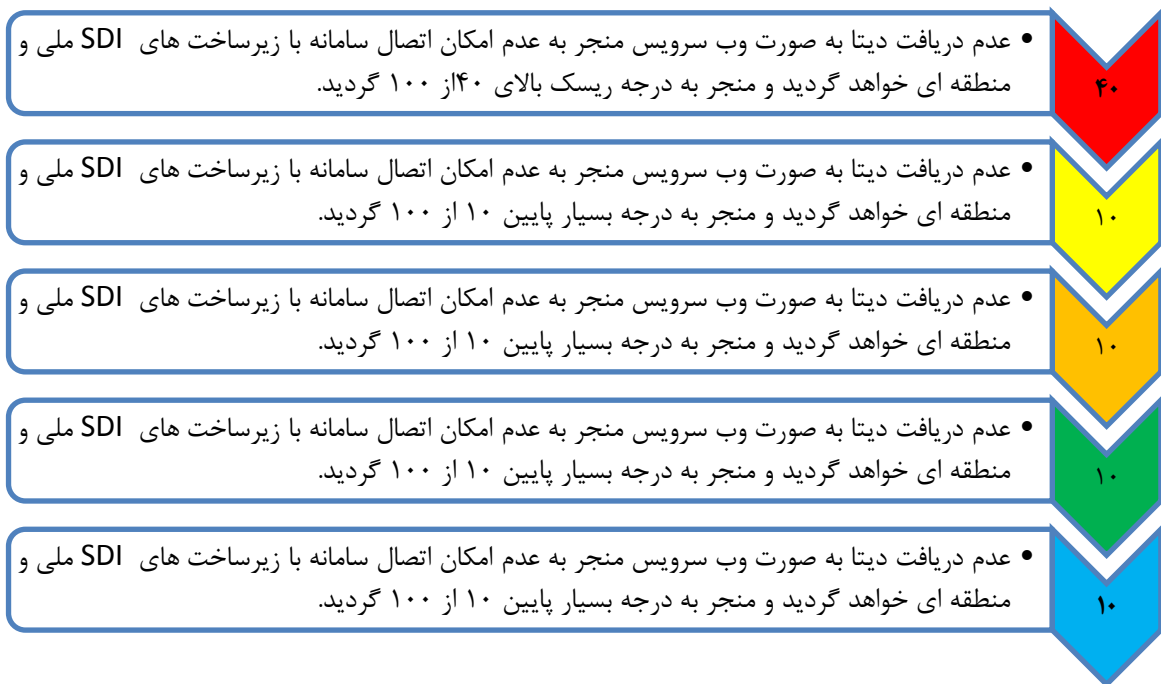 • عدم دریافت دیتا به صورت وب سرویس منجر به عدم امکان اتصال سامانه با زیرساخت های SDI ملی و
منطقه ای خواهد گردید و منجر به درجه ریسک بالای ۴۰از ۱۰۰ گردید.
۴۰
• عدم دریافت دیتا به صورت وب سرویس منجر به عدم امکان اتصال سامانه با زیرساخت های SDI ملی و
منطقه ای خواهد گردید و منجر به درجه بسیار پایین ۱۰ از ۱۰۰ گردید.
۱۰
• عدم دریافت دیتا به صورت وب سرویس منجر به عدم امکان اتصال سامانه با زیرساخت های SDI ملی و
منطقه ای خواهد گردید و منجر به درجه بسیار پایین ۱۰ از ۱۰۰ گردید.
۱۰
• عدم دریافت دیتا به صورت وب سرویس منجر به عدم امکان اتصال سامانه با زیرساخت های SDI ملی و
منطقه ای خواهد گردید و منجر به درجه بسیار پایین ۱۰ از ۱۰۰ گردید.
۱۰
• عدم دریافت دیتا به صورت وب سرویس منجر به عدم امکان اتصال سامانه با زیرساخت های SDI ملی و
منطقه ای خواهد گردید و منجر به درجه بسیار پایین ۱۰ از ۱۰۰ گردید.
۱۰